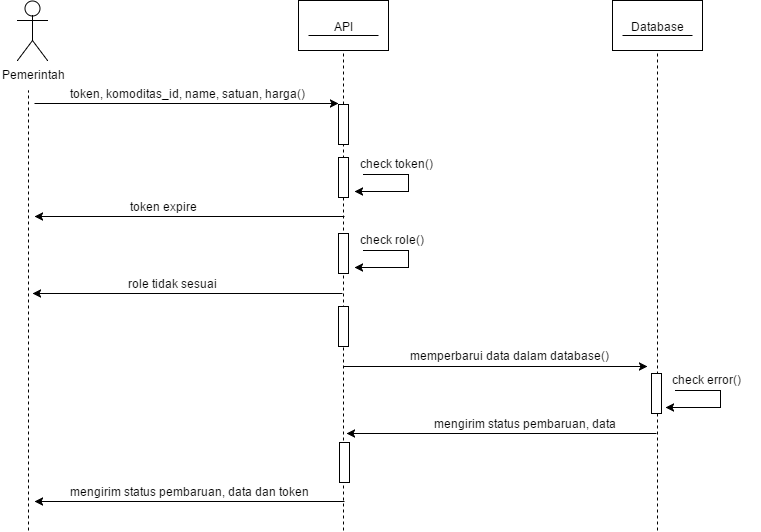 API
Database
Pemerintah
token, komoditas_id, name, satuan, harga()
check token()
token expire
check role()
role tidak sesuai
memperbarui data dalam database()
check error()
mengirim status pembaruan, data
mengirim status pembaruan, data dan token